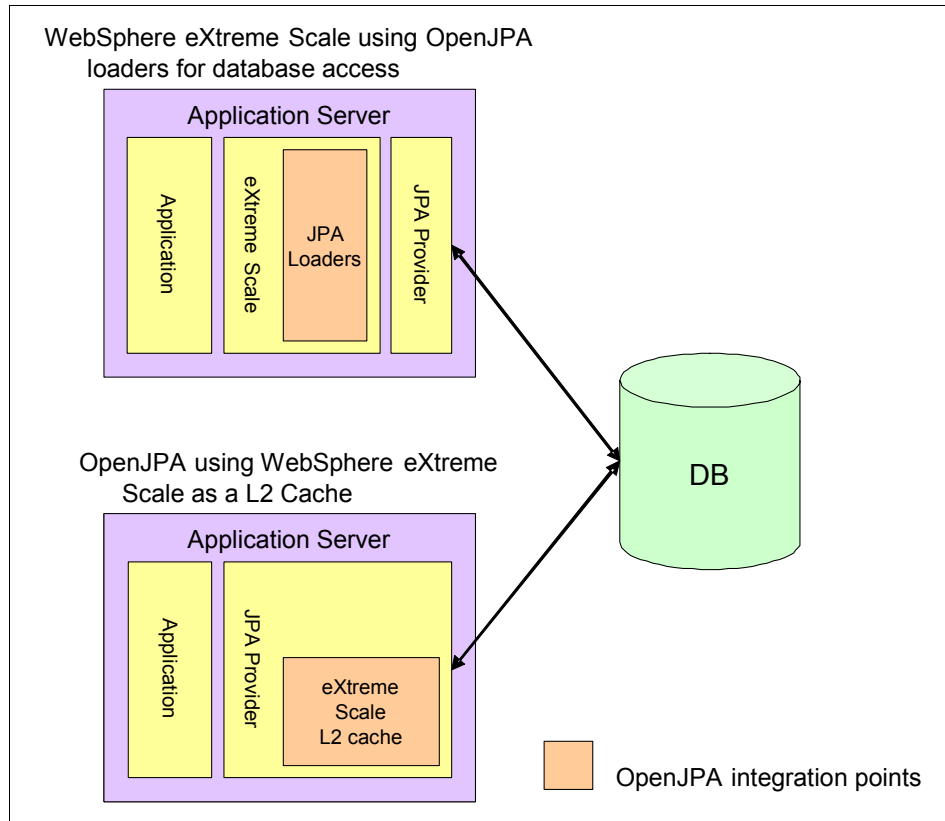 WebSphere eXtreme Scale using OpenJPA
loaders for database access
Application Server
Application
eXtreme Scale
JPA
Loaders
JPA Provider
DB
OpenJPA using WebSphere eXtreme
Scale as a L2 Cache
Application Server
Application
JPA Provider
eXtreme
Scale
L2 cache
OpenJPA integration points